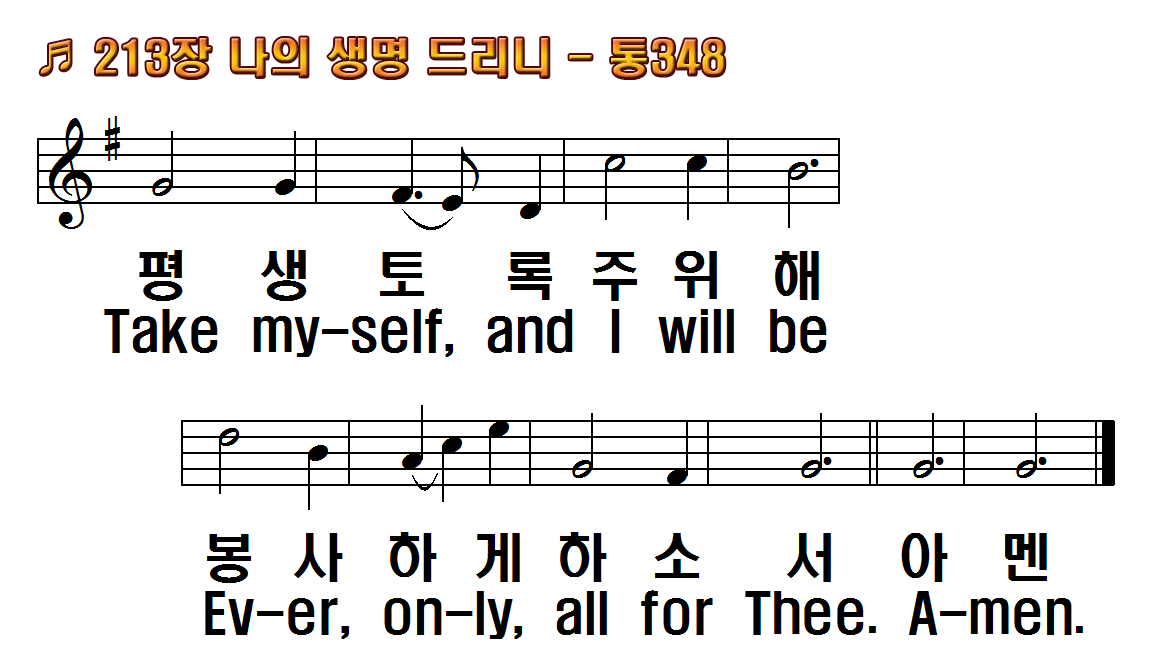 ♬ 213장 나의 생명 드리니 - 통348
평 생 토 록 주 위 해
Take my-self, and I will be
봉 사 하 게 하 소 서 아 멘
Ev-er, on-ly, all for Thee. A-men.